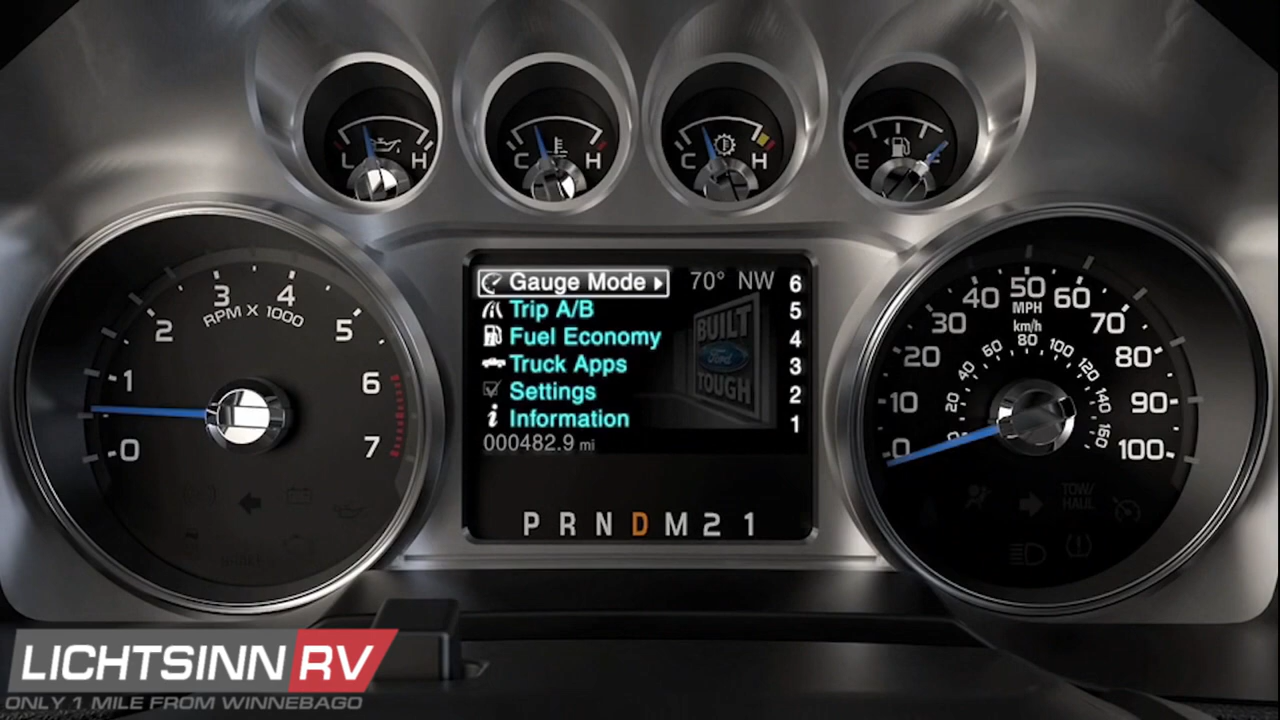 L H
C H
C H
E F
3 4
RPM X 1000
2 5
1 6
0 7
Gauge Mode 70° NW 6
Trip A/B 5
Fuel Economy 4
Truck Apps 3
Settings 2
Information 1
000482.9 mi
BUILT
Ford
TOUGH
P R N D M 2 1
0 10 20 30 40 50 60 70 80 90 100
MPH
km/h
0 20 40 60 80 100 120 140 160
TOW/
HAUL
LICHTSINN RV
ONLY 1 MILE FROM WINNEBAGO